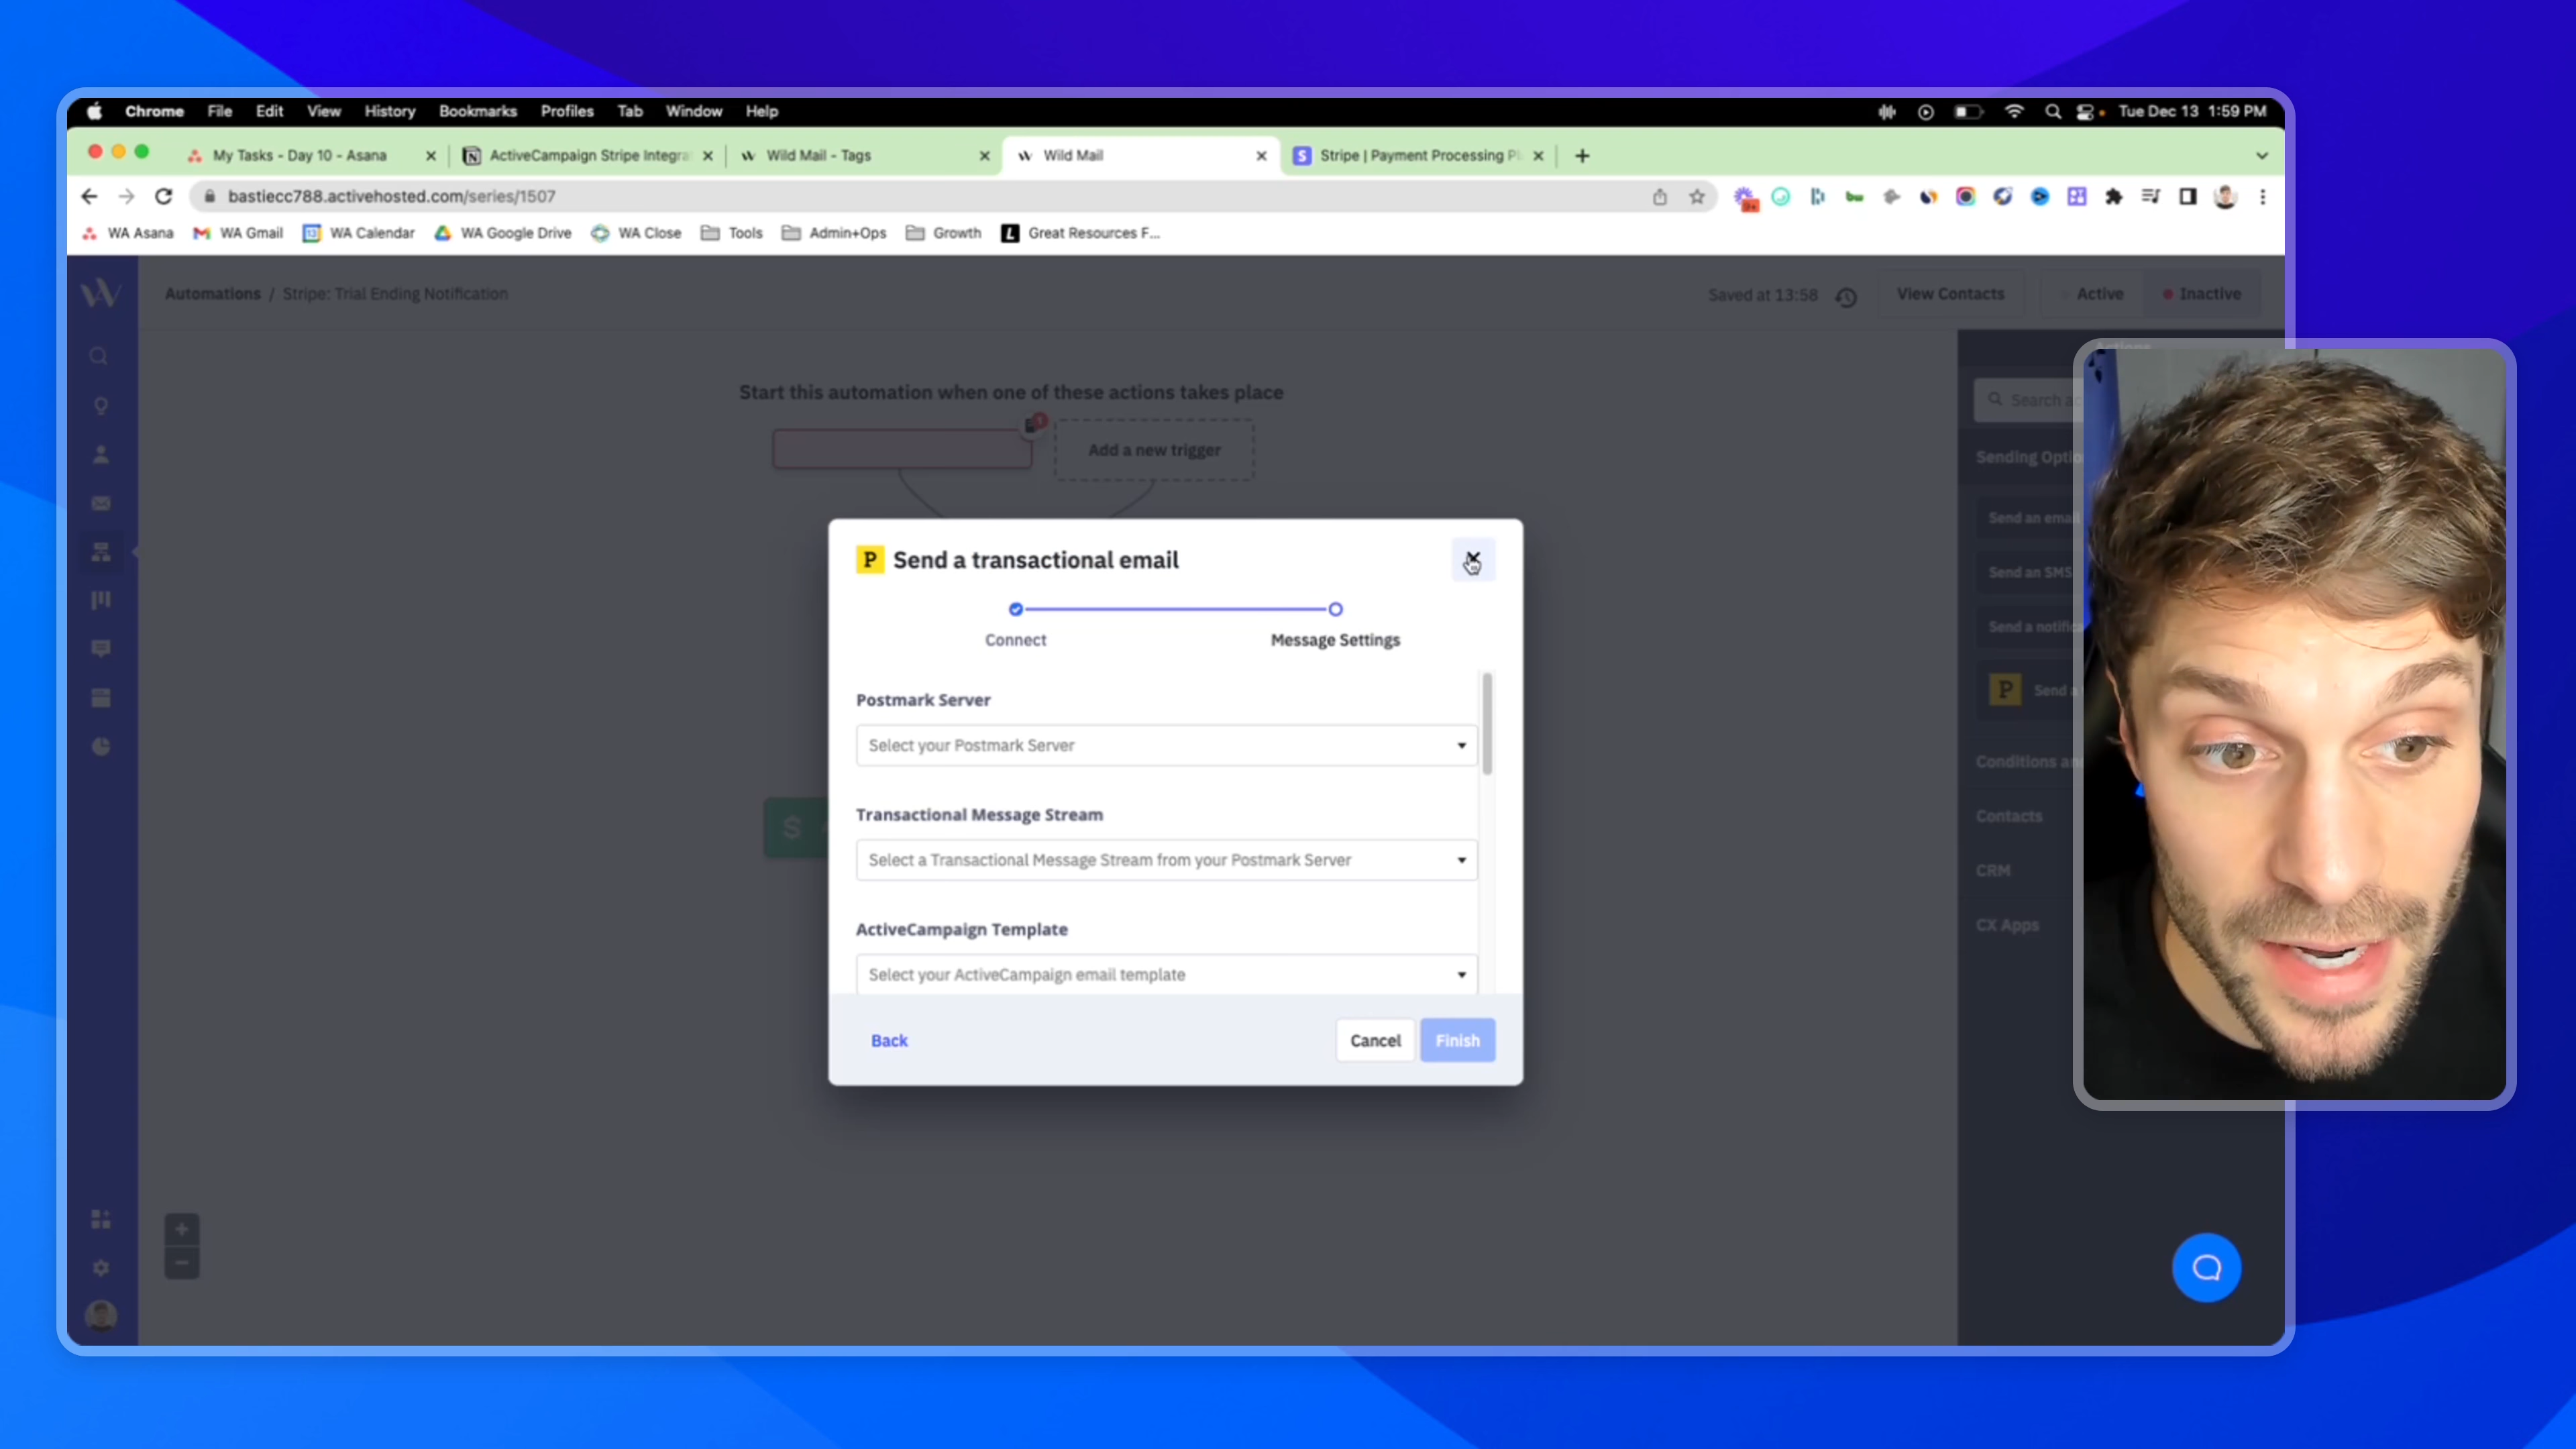 Chrome File Edit View History Bookmarks Profiles Tab Window Help Tue Dec 13 1:59 PM
My Tasks - Day 10 - Asana ActiveCampaign Stripe Integra Wild Mail - Tags Wild Mail Stripe | Payment Processing Pl
bastiecc788.activehosted.com/series/1507
WA Asana WA Gmail WA Calendar WA Google Drive WA Close Tools Admin+Ops Growth Great Resources F...
Automations / Stripe: Trial Ending Notification Saved at 13:58 View Contacts Active Inactive
Start this automation when one of these actions takes place
Add a new trigger
Search
Sending
Send an email
Send an SMS
Send a
P Send a
Conditions
Contacts
CRM
CX Apps
P Send a transactional email
Connect Message Settings
Postmark Server
Select your Postmark Server
Transactional Message Stream
Select a Transactional Message Stream from your Postmark Server
ActiveCampaign Template
Select your ActiveCampaign email template
Back Cancel Finish